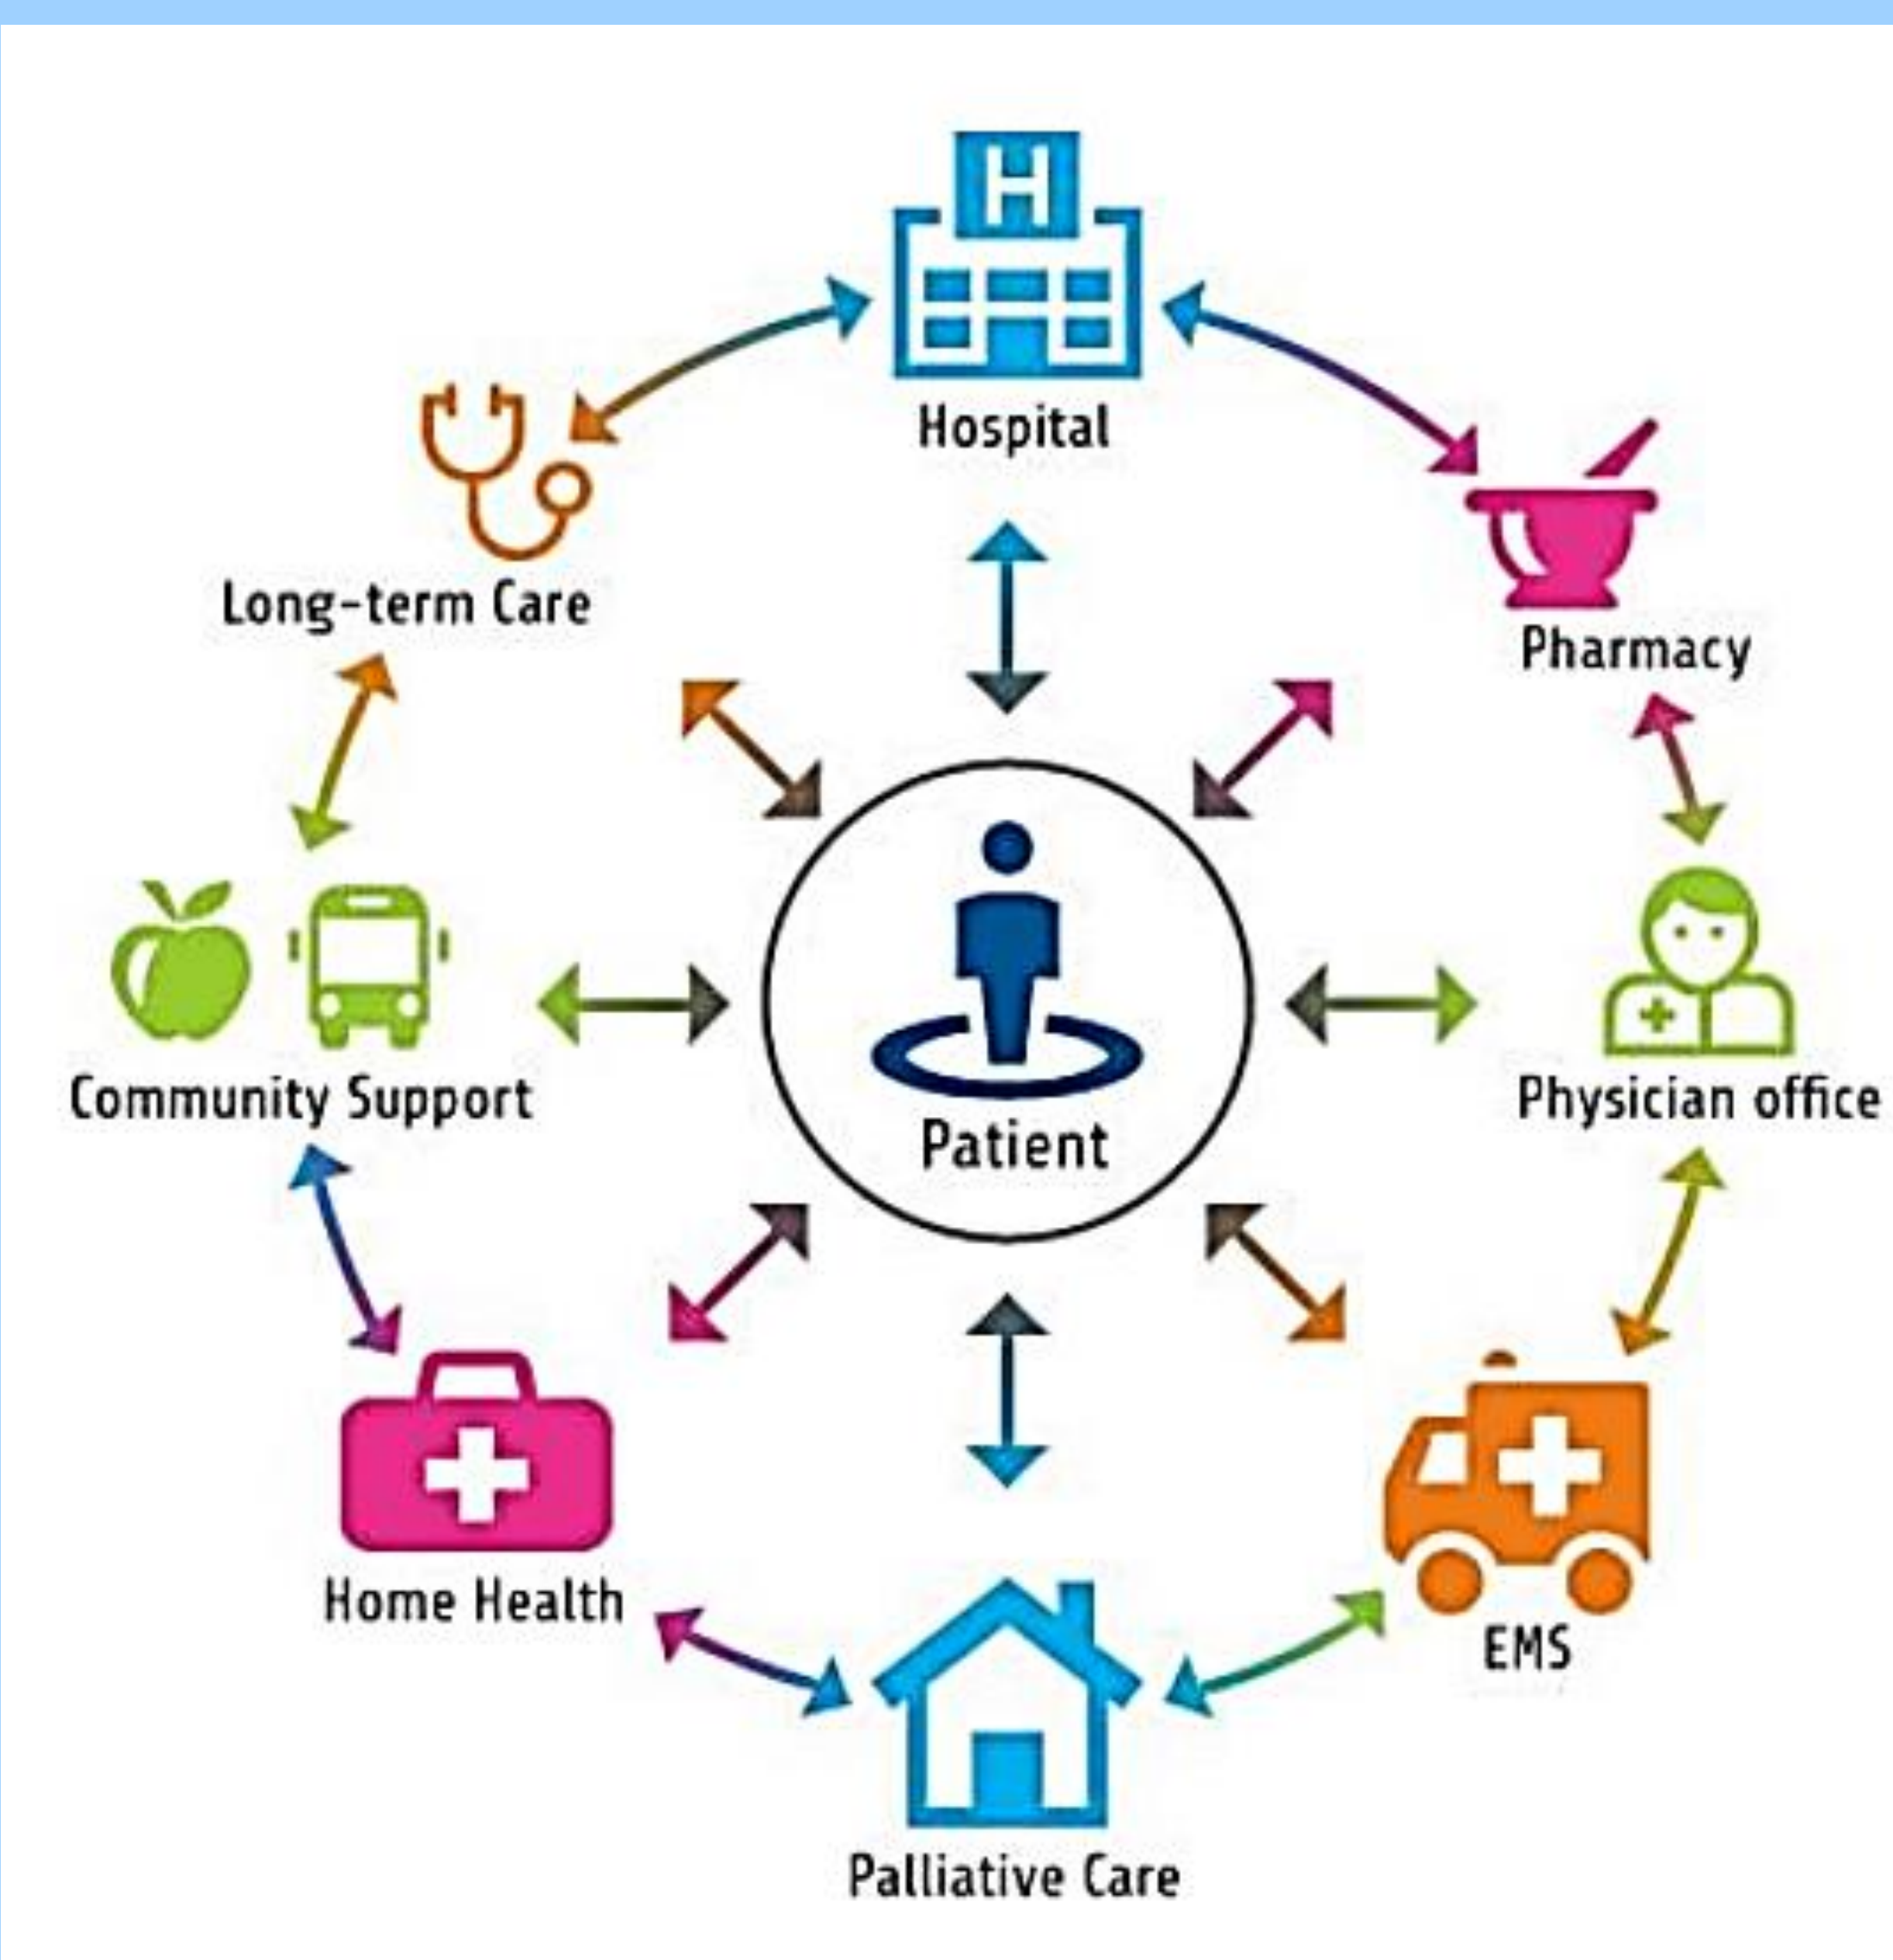 H
Hospital
Long-term Care
Pharmacy
Community Support
Patient
Physician office
Home Health
EMS
Palliative Care